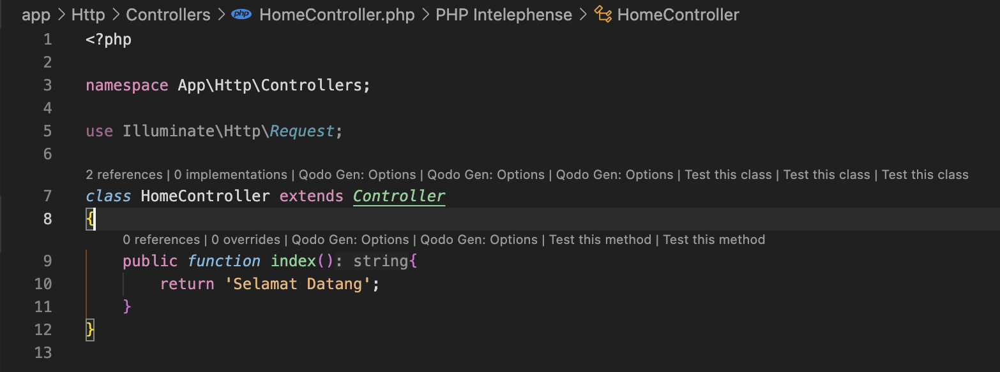 app > Http > Controllers > php HomeController.php > PHP Intelephense > HomeController
1 <?php
2
3 namespace App\Http\Controllers;
4
5 use Illuminate\Http\Request;
6
2 references | 0 implementations | Qodo Gen: Options | Qodo Gen: Options | Qodo Gen: Options | Test this class | Test this class | Test this class
7 class HomeController extends Controller
8 {
0 references | 0 overrides | Qodo Gen: Options | Qodo Gen: Options | Test this method | Test this method
9 public function index(): string{
10 return 'Selamat Datang';
11 }
12 }
13